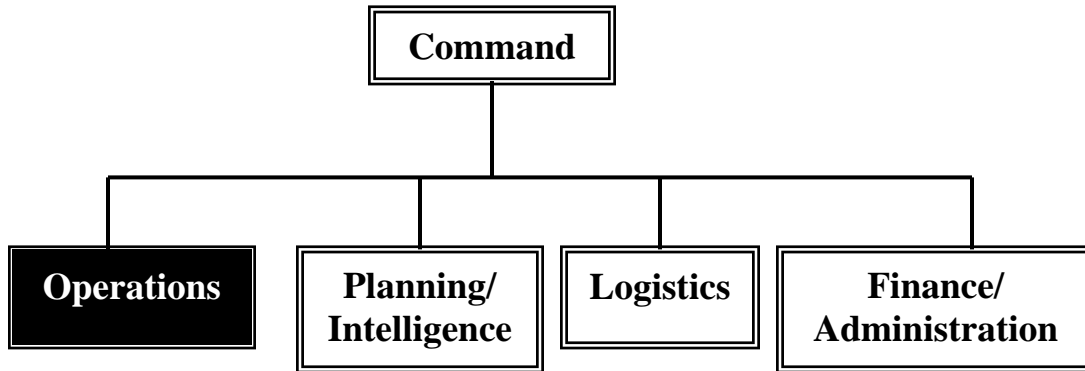 Command
Operations
Planning/
Intelligence
Logistics
Finance/
Administration